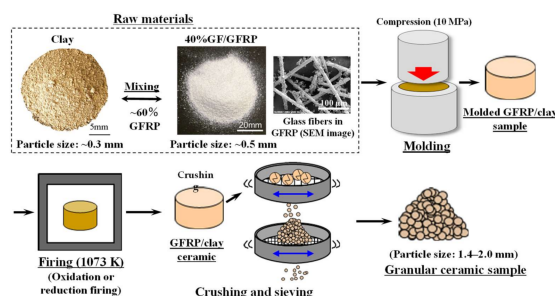 Raw materials
Clay
40%GF/GFRP
Mixing
~60%
GFRP
5mm
20mm
100 μm
Glass fibers in
GFRP (SEM image)
Particle size: ~0.3 mm
Particle size: ~0.5 mm
Compression (10 MPa)
Molding
Molded GFRP/clay
sample
Firing (1073 K)
(Oxidation or
reduction firing)
Crushin
g
GFRP/clay
ceramic
Crushing and sieving
(Particle size: 1.4–2.0 mm)
Granular ceramic sample